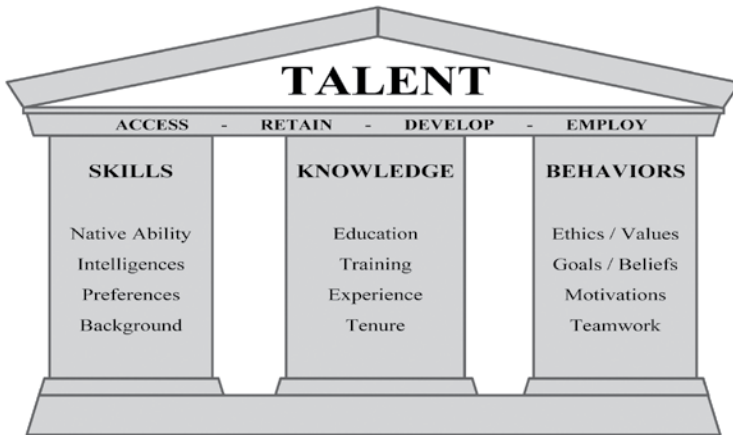 TALENT
ACCESS - RETAIN - DEVELOP - EMPLOY
SKILLS
Native Ability
Intelligences
Preferences
Background
KNOWLEDGE
Education
Training
Experience
Tenure
BEHAVIORS
Ethics / Values
Goals / Beliefs
Motivations
Teamwork